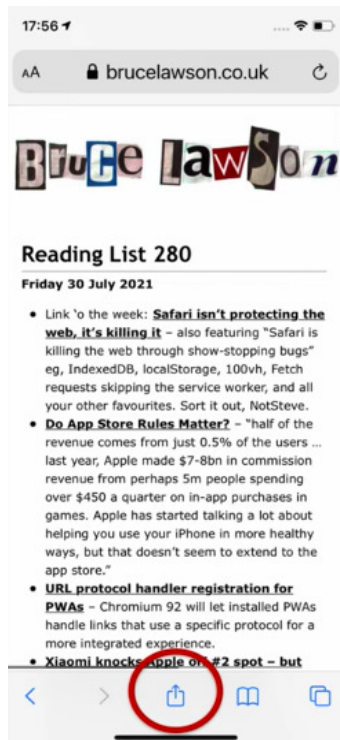 17:56
AA brucelawson.co.uk
Bruce Lawson
Reading List 280
Friday 30 July 2021
• Link ‘o the week: Safari isn’t protecting the
web, it’s killing it – also featuring “Safari is
killing the web through show-stopping bugs”
eg, IndexedDB, localStorage, 100vh, Fetch
requests skipping the service worker, and all
your other favourites. Sort it out, NotSteve.
• Do App Store Rules Matter? – “half of the
revenue comes from just 0.5% of the users …
last year, Apple made $7-8bn in commission
revenue from perhaps 5m people spending
over $450 a quarter on in-app purchases in
games. Apple has started talking a lot about
helping you use your iPhone in more healthy
ways, but that doesn’t seem to extend to the
app store.”
• URL protocol handler registration for
PWAs – Chromium 92 will let installed PWAs
handle links that use a specific protocol for a
more integrated experience.
• Xiaomi knocks Apple off #2 spot – but